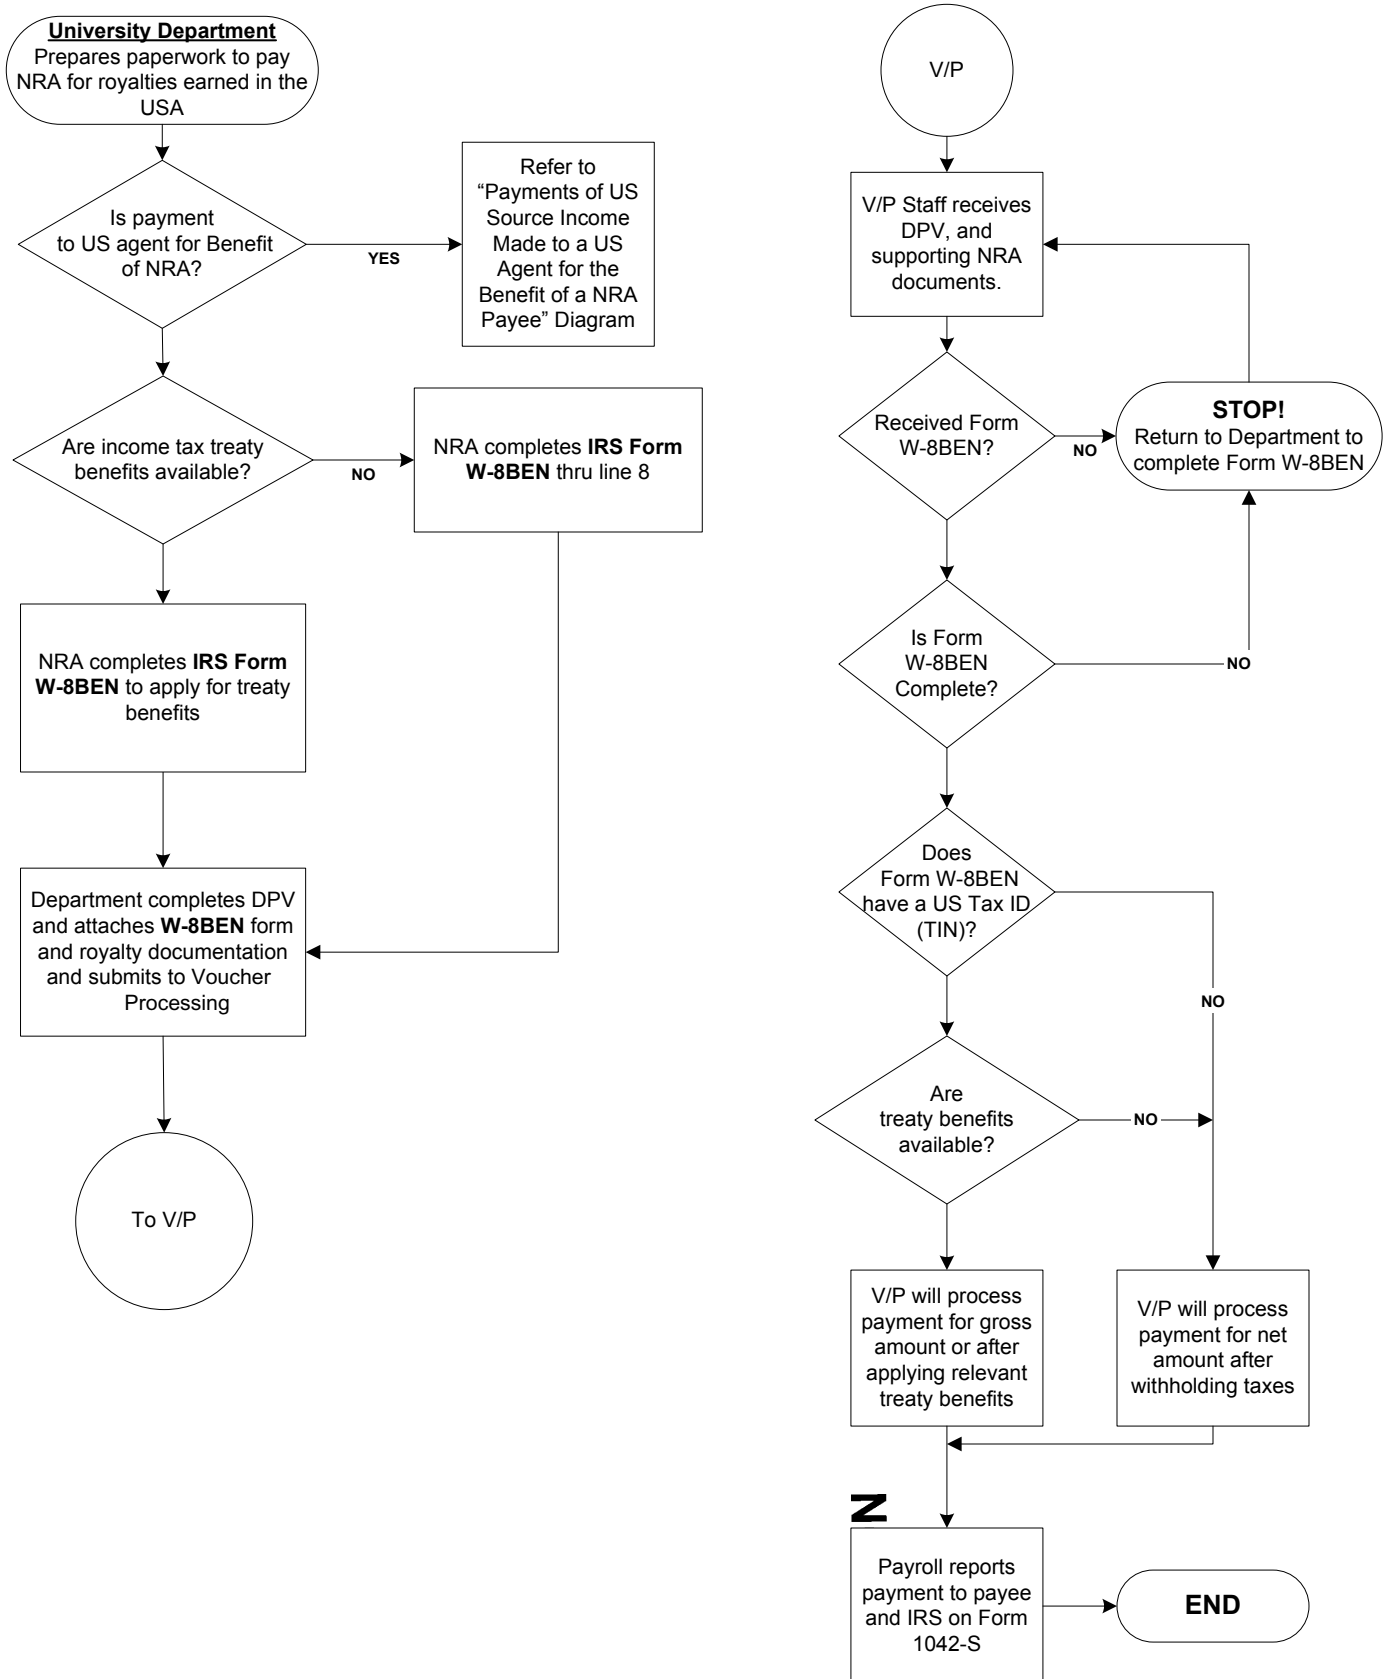 University Department
Prepares paperwork to pay
NRA for royalties earned in the
USA
Is payment
to US agent for Benefit
of NRA?
YES
Refer to
“Payments of US
Source Income
Made to a US
Agent for the
Benefit of a NRA
Payee” Diagram
Are income tax treaty
benefits available?
NO
NRA completes IRS Form
W-8BEN thru line 8
NRA completes IRS Form
W-8BEN to apply for treaty
benefits
Department completes DPV
and attaches W-8BEN form
and royalty documentation
and submits to Voucher
Processing
To V/P
V/P
V/P Staff receives
DPV, and
supporting NRA
documents.
Received Form
W-8BEN?
NO
STOP!
Return to Department to
complete Form W-8BEN
Is Form
W-8BEN
Complete?
NO
Does
Form W-8BEN
have a US Tax ID
(TIN)?
NO
Are
treaty benefits
available?
NO
V/P will process
payment for gross
amount or after
applying relevant
treaty benefits
V/P will process
payment for net
amount after
withholding taxes
Payroll reports
payment to payee
and IRS on Form
1042-S
END